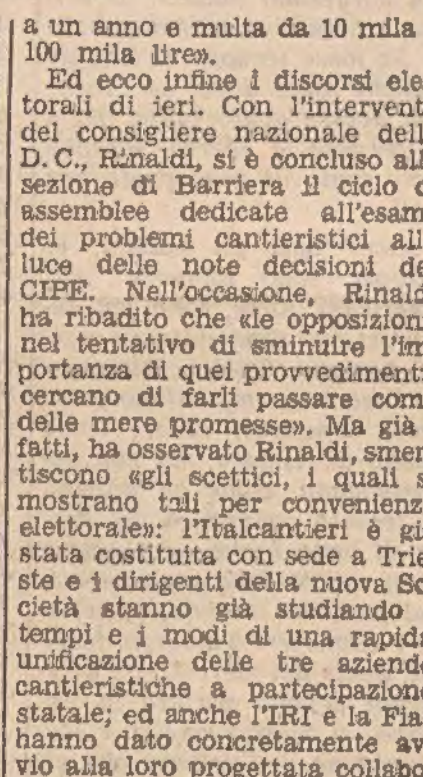 a un anno e multa da 10 mila
100 mila lire».
Ed ecco infine i discorsi ele
torali di ieri. Con l'intervent
del consigliere nazionale dell
D. C., Rinaldi, si è concluso all
sezione di Barriera il ciclo d
assemblee dedicate all'esam
dei problemi cantieristici all
luce delle note decisioni de
CIPE. Nell'occasione, Rinald
ha ribadito che «le opposizion
nel tentativo di sminuire l'im
portanza di quei provvediment
cercano di farli passare com
delle mere promesse». Ma già
fatti, ha osservato Rinaldi, smen
tiscono «gli scettici, i quali s
mostrano tali per convenienz
elettorale»: l'Italcantieri è già
stata costituita con sede a Trie
ste e i dirigenti della nuova So
cietà stanno già studiando
tempi e i modi di una rapida
unificazione delle tre aziende
cantieristiche a partecipazione
statale; ed anche l'IRI e la Fia
hanno dato concretamente av
vio alla loro progettata collabo